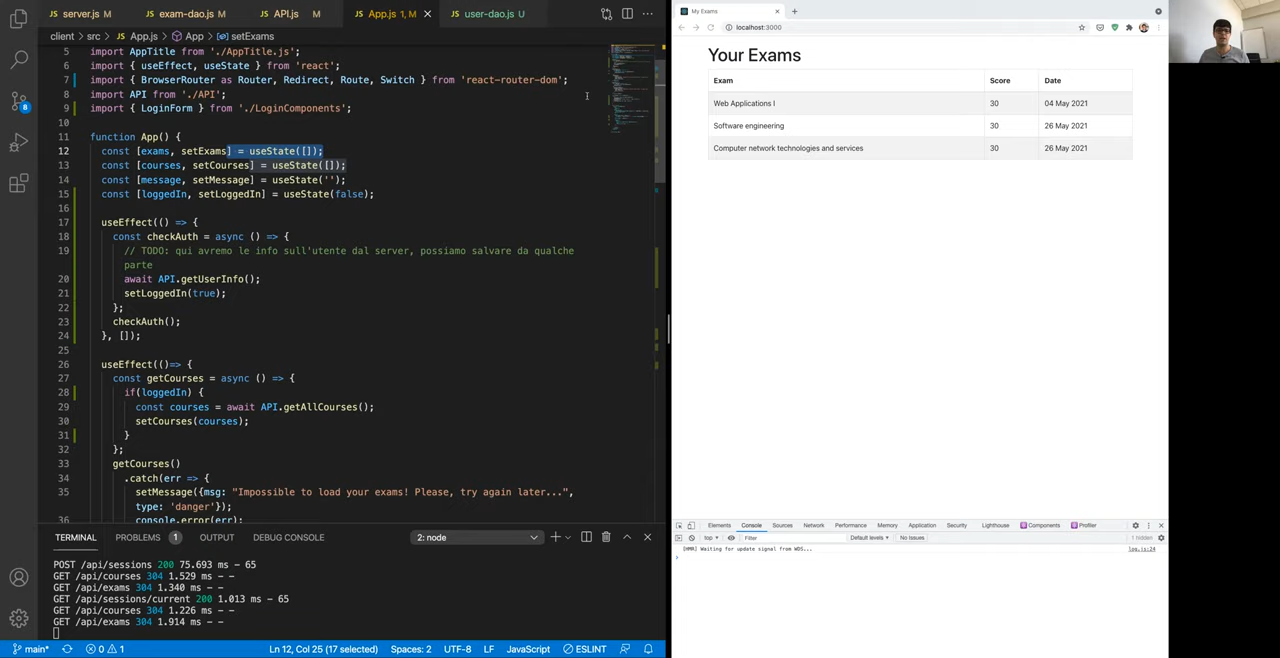 server.js M
exam-dao.js M
API.js M
App.js 1, M
user-dao.js U
client > src > App.js > App > setExams
5 import AppTitle from './AppTitle.js';
6 import { useEffect, useState } from 'react';
7 import { BrowserRouter as Router, Redirect, Route, Switch } from 'react-router-dom';
8 import API from './API';
9 import { LoginForm } from './LoginComponents';
10
11 function App() {
12 const [exams, setExams] = useState([]);
13 const [courses, setCourses] = useState([]);
14 const [message, setMessage] = useState('');
15 const [loggedIn, setLoggedIn] = useState(false);
16
17 useEffect(() => {
18 const checkAuth = async () => {
19 // TODO: qui avremo le info sull'utente dal server, possiamo salvare da qualche
parte
20 await API.getUserInfo();
21 setLoggedIn(true);
22 };
23 checkAuth();
24 }, []);
25
26 useEffect(()=> {
27 const getCourses = async () => {
28 if(loggedIn) {
29 const courses = await API.getAllCourses();
30 setCourses(courses);
31 }
32 };
33 getCourses()
34 .catch(err => {
35 setMessage({msg: "Impossible to load your exams! Please, try again later...",
type: 'danger'});
36 console.error(err);
8
TERMINAL PROBLEMS 1 OUTPUT DEBUG CONSOLE 2: node
POST /api/sessions 200 75.693 ms - 65
GET /api/courses 304 1.529 ms - -
GET /api/exams 304 1.340 ms - -
GET /api/sessions/current 200 1.013 ms - 65
GET /api/courses 304 1.226 ms - -
GET /api/exams 304 1.914 ms - -
main* 0 1 Ln 12, Col 25 (17 selected) Spaces: 2 UTF-8 LF JavaScript ESLINT
My Exams
localhost:3000
Your Exams
Exam Score Date
Web Applications I 30 04 May 2021
Software engineering 30 26 May 2021
Computer network technologies and services 30 26 May 2021
Elements Console Sources Network Performance Memory Application Security Lighthouse Components Profiler
top Filter Default levels No Issues 1 hidden
[HMR] Waiting for update signal from WDS... log.js:24